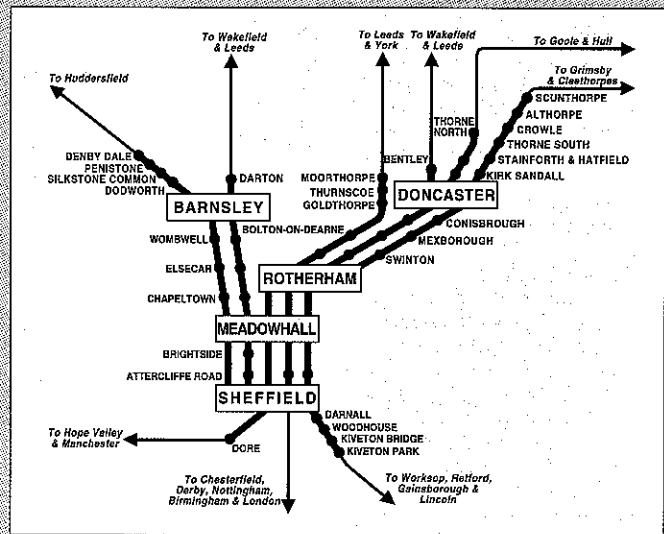 To Wakefield
& Leeds
To Leeds
& York
To Wakefield
& Leeds
To Goole & Hull
To Huddersfield
To Grimsby
& Cleethorpes
SCUNTHORPE
ALTHORPE
CROWLE
THORNE SOUTH
STAINFORTH & HATFIELD
KIRK SANDALL
THORNE
NORTH
BENTLEY
DENBY DALE
PENISTONE
SILKSTONE COMMON
DODWORTH
DARTON
MOORTHORPE
THURNSCOE
GOLDTHORPE
DONCASTER
BARNSLEY
BOLTON-ON-DEARNE
CONISBROUGH
MEXBOROUGH
SWINTON
WOMBWELL
ELSECAR
CHAPELTOWN
ROTHERHAM
MEADOWHALL
BRIGHTSIDE
ATTERCLIFFE ROAD
SHEFFIELD
DARNALL
WOODHOUSE
KIVETON BRIDGE
KIVETON PARK
To Hope Valley
& Manchester
DORE
To Chesterfield,
Derby, Nottingham,
Birmingham & London
To Worksop, Retford,
Gainsborough &
Lincoln